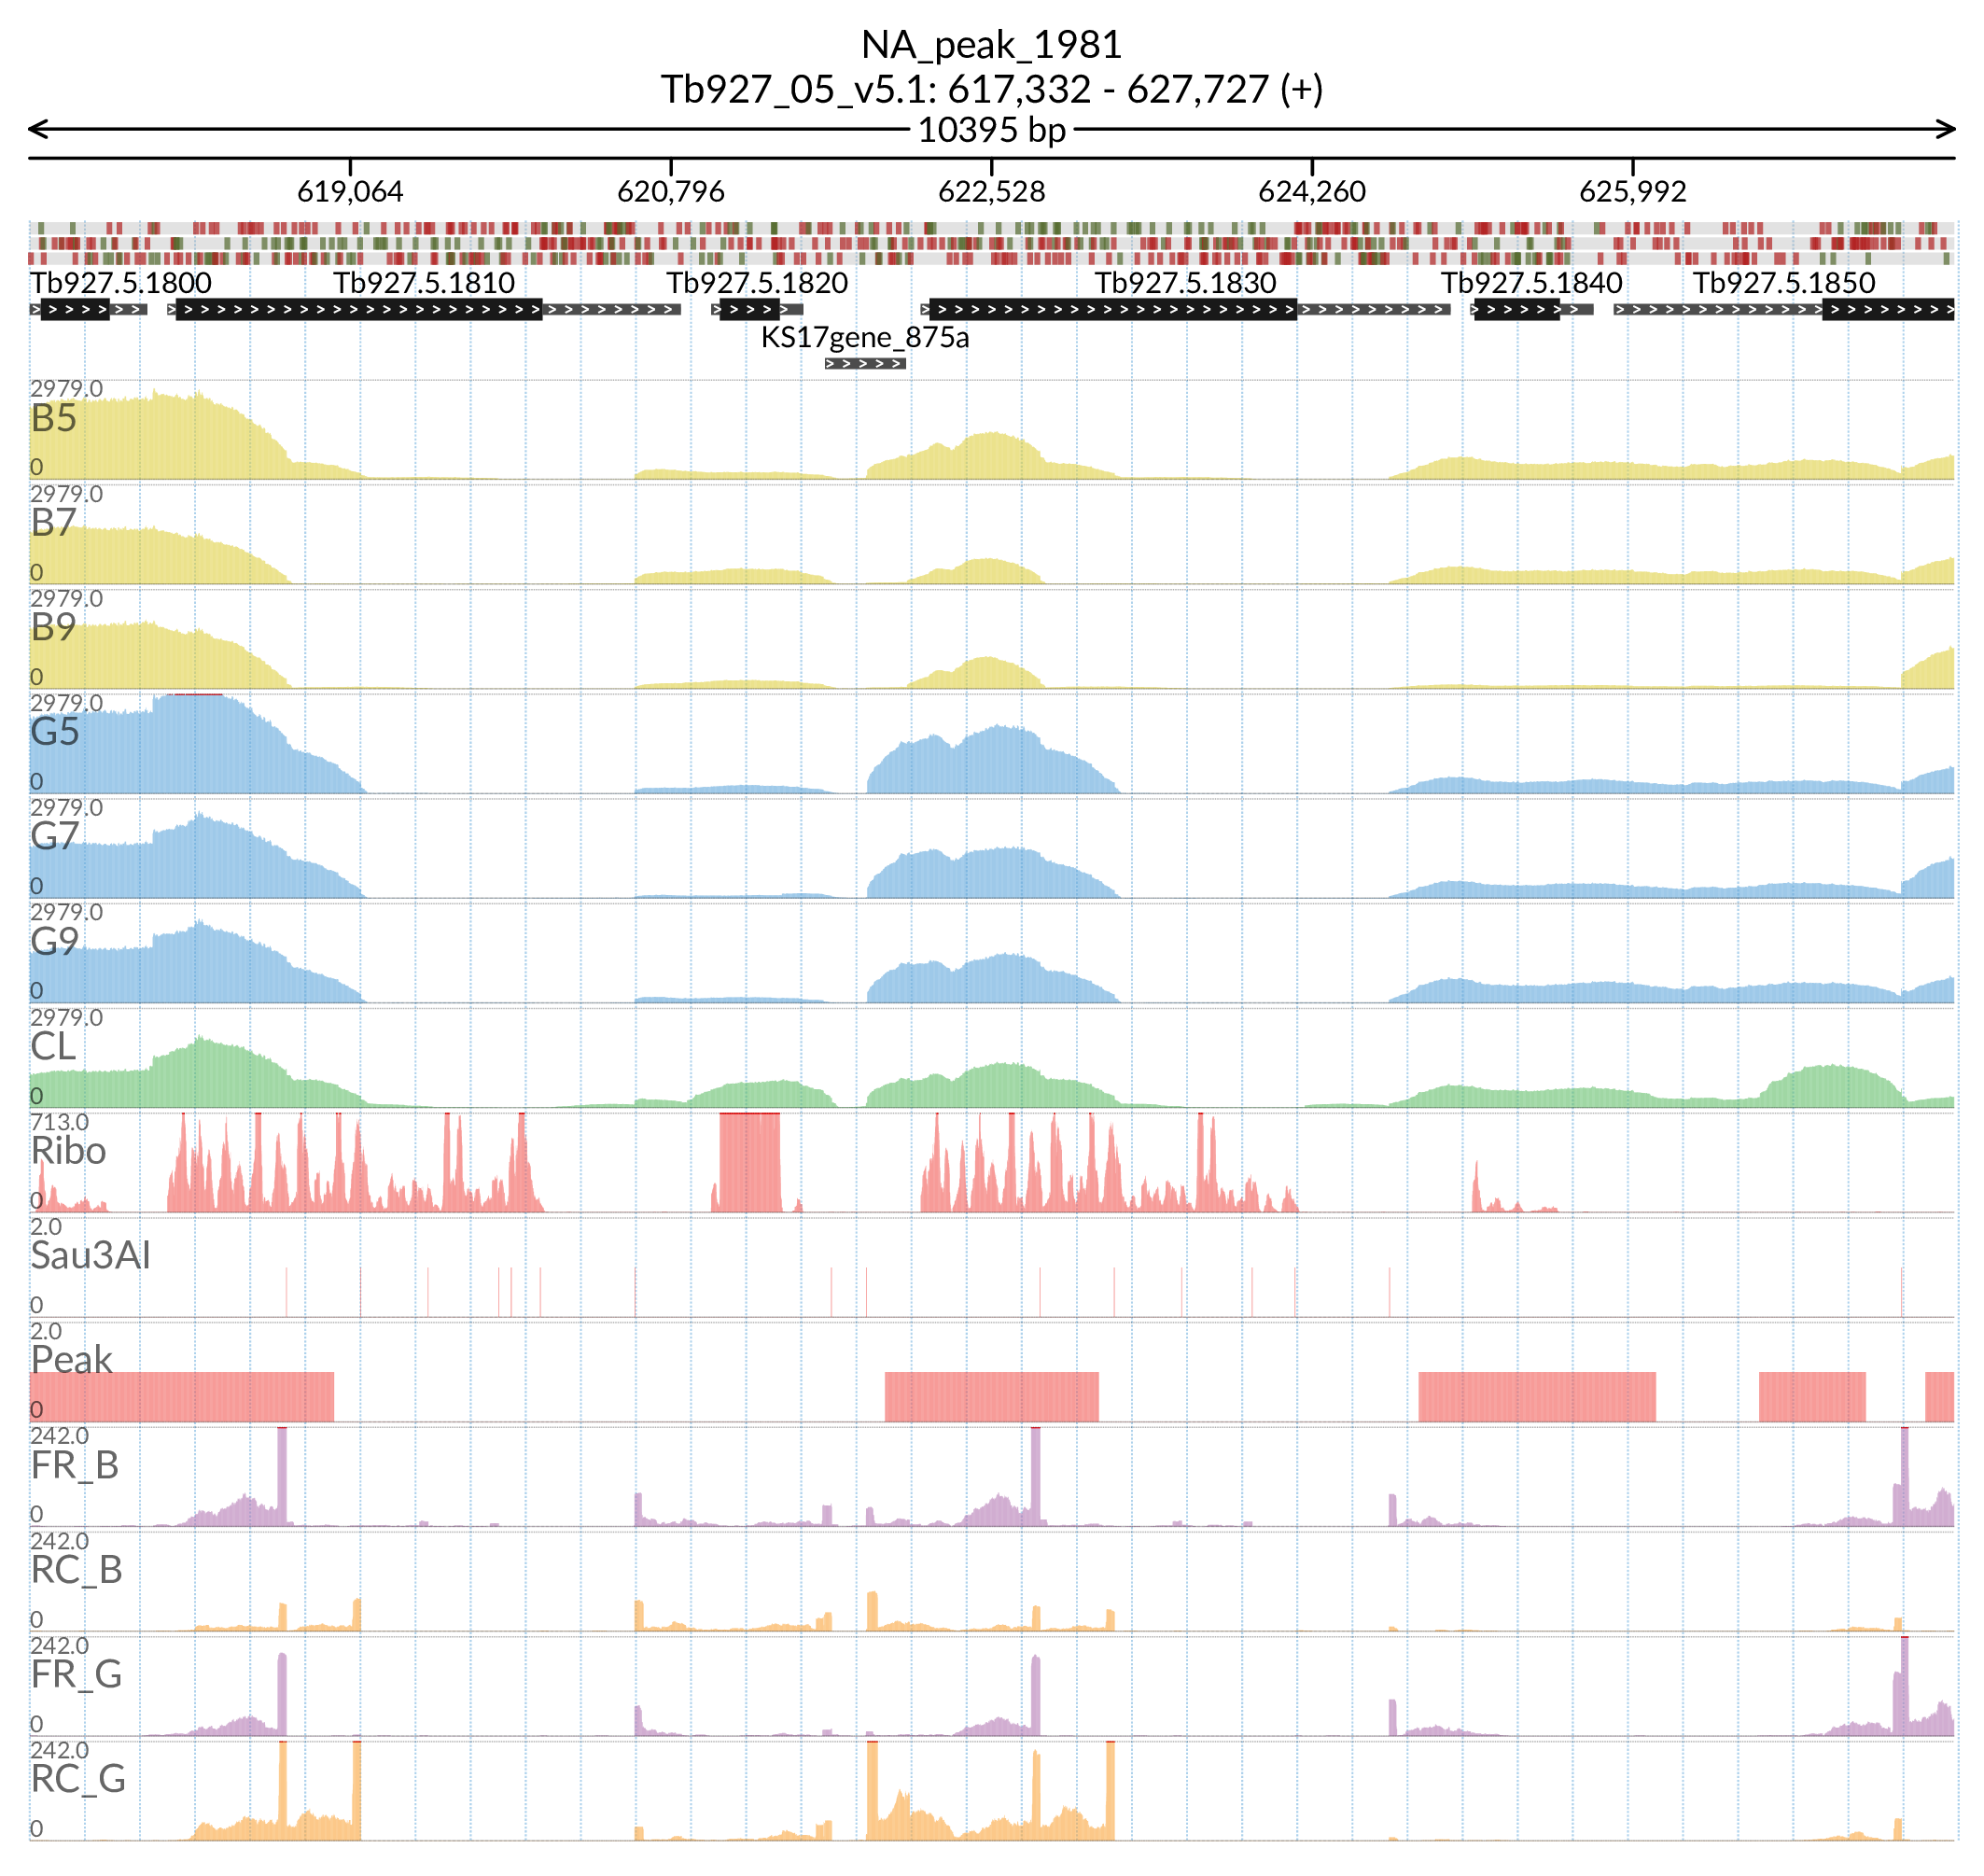 NA_peak_1981
Tb927_05_v5.1: 617,332 - 627,727 (+)
10395 bp
619,064 620,796 622,528 624,260 625,992
Tb927.5.1800 Tb927.5.1810 Tb927.5.1820 Tb927.5.1830 Tb927.5.1840 Tb927.5.1850
KS17gene_875a
2979.0
B5
0
2979.0
B7
0
2979.0
B9
0
2979.0
G5
0
2979.0
G7
0
2979.0
G9
0
2979.0
CL
0
713.0
Ribo
0
2.0
Sau3AI
0
2.0
Peak
0
242.0
FR_B
0
242.0
RC_B
0
242.0
FR_G
0
242.0
RC_G
0